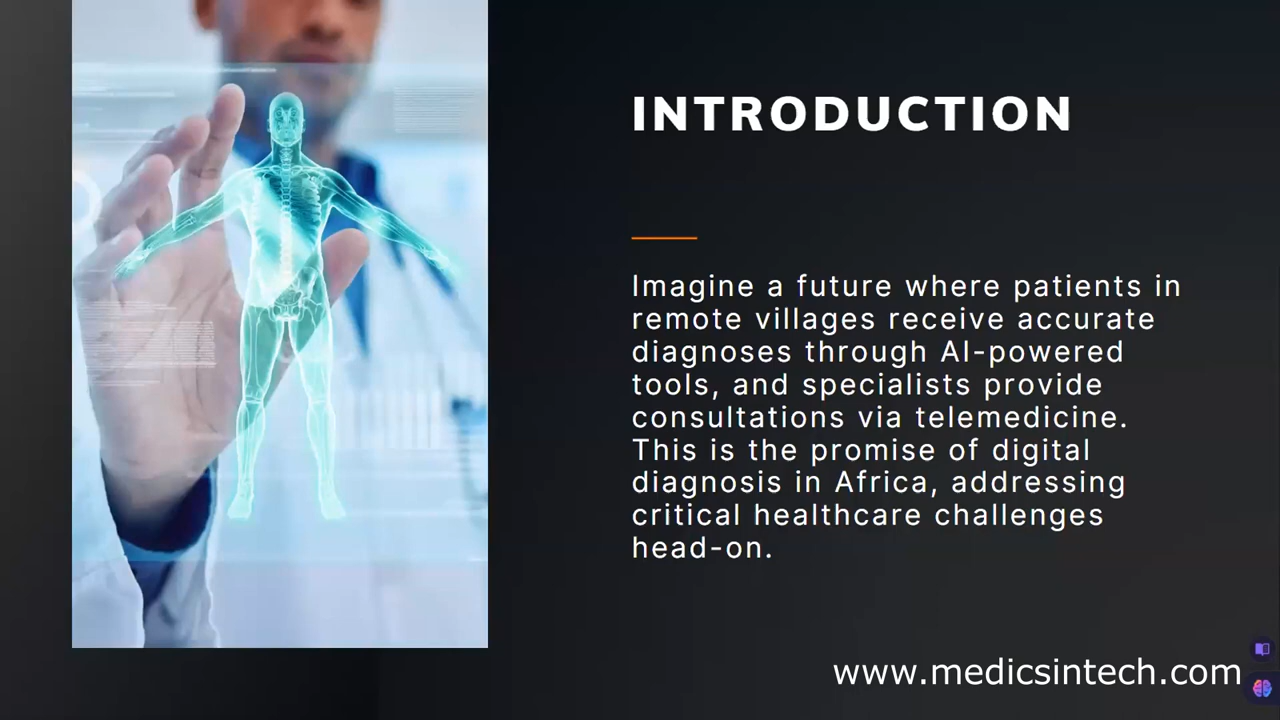 INTRODUCTION
Imagine a future where patients in
remote villages receive accurate
diagnoses through AI-powered
tools, and specialists provide
consultations via telemedicine.
This is the promise of digital
diagnosis in Africa, addressing
critical healthcare challenges
head-on.
www.medicsintech.com